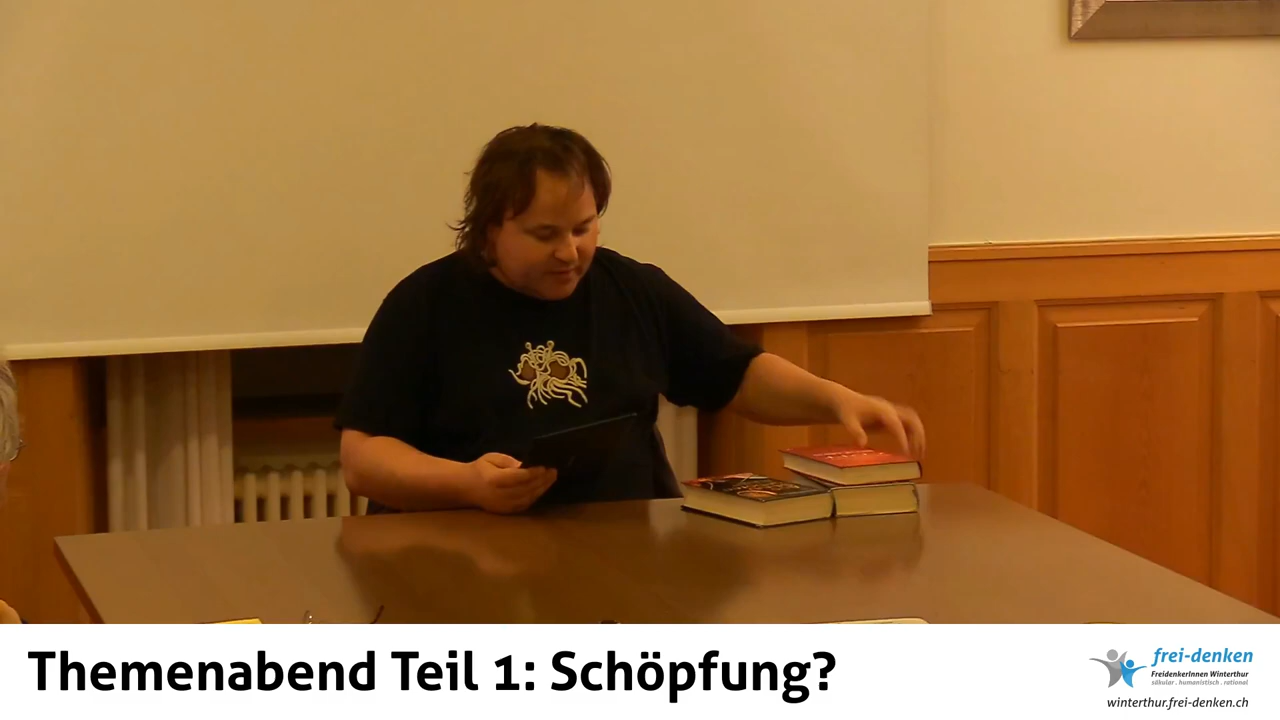 Themenabend Teil 1: Schöpfung?
frei-denken
FreidenkerInnen Winterthur
säkular . humanistisch . rational
winterthur.frei-denken.ch